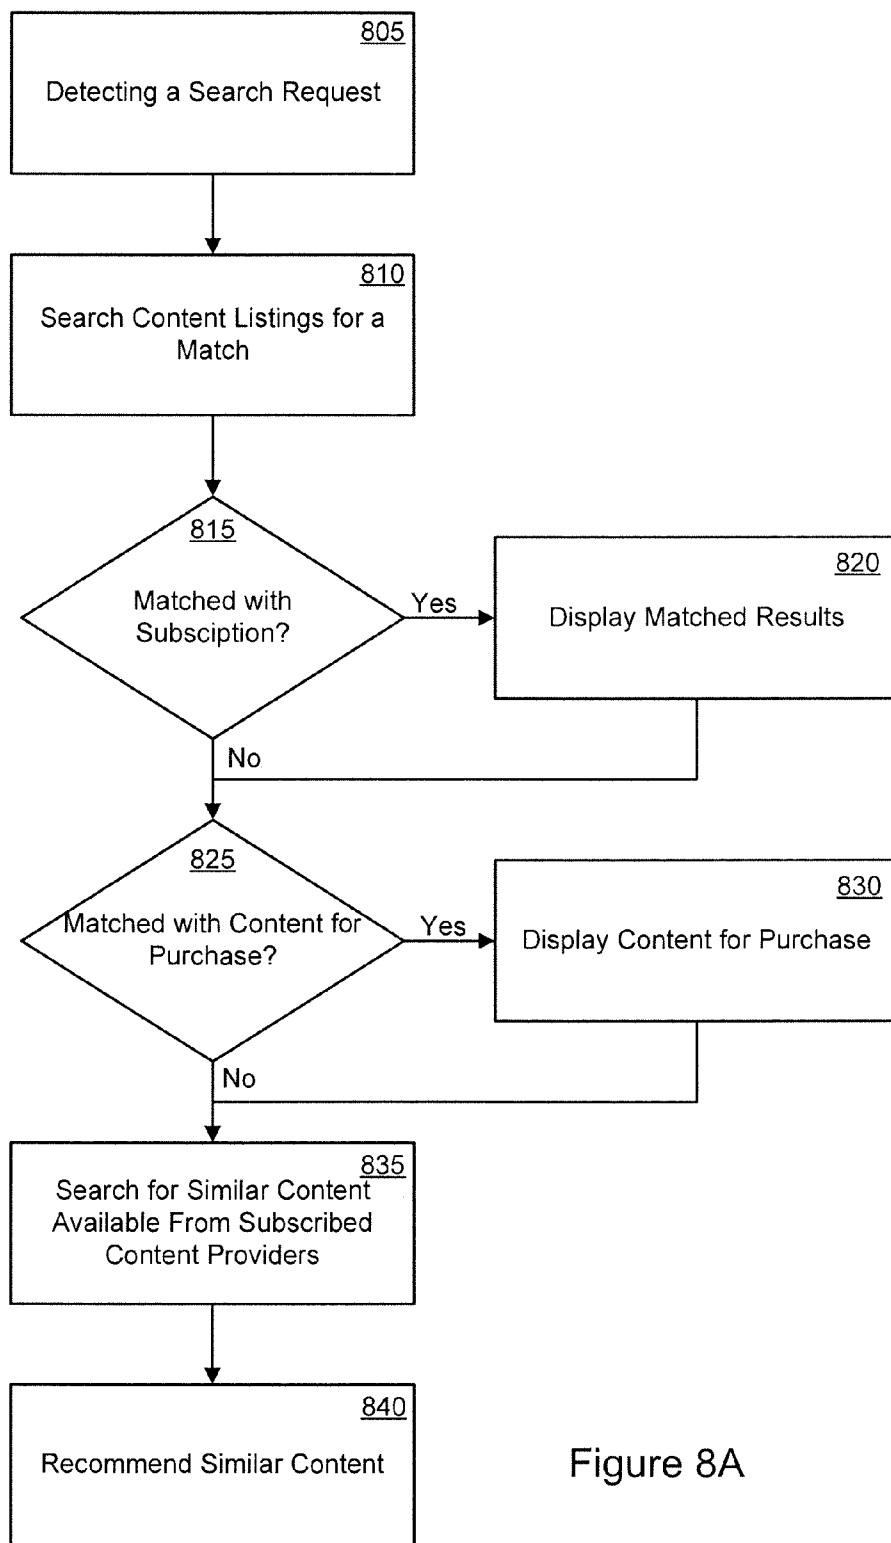 805
Detecting a Search Request
810
Search Content Listings for a
Match
815
Matched with
Subsciption?
Yes
820
Display Matched Results
No
825
Matched with Content for
Purchase?
Yes
830
Display Content for Purchase
No
835
Search for Similar Content
Available From Subscribed
Content Providers
840
Recommend Similar Content
Figure 8A